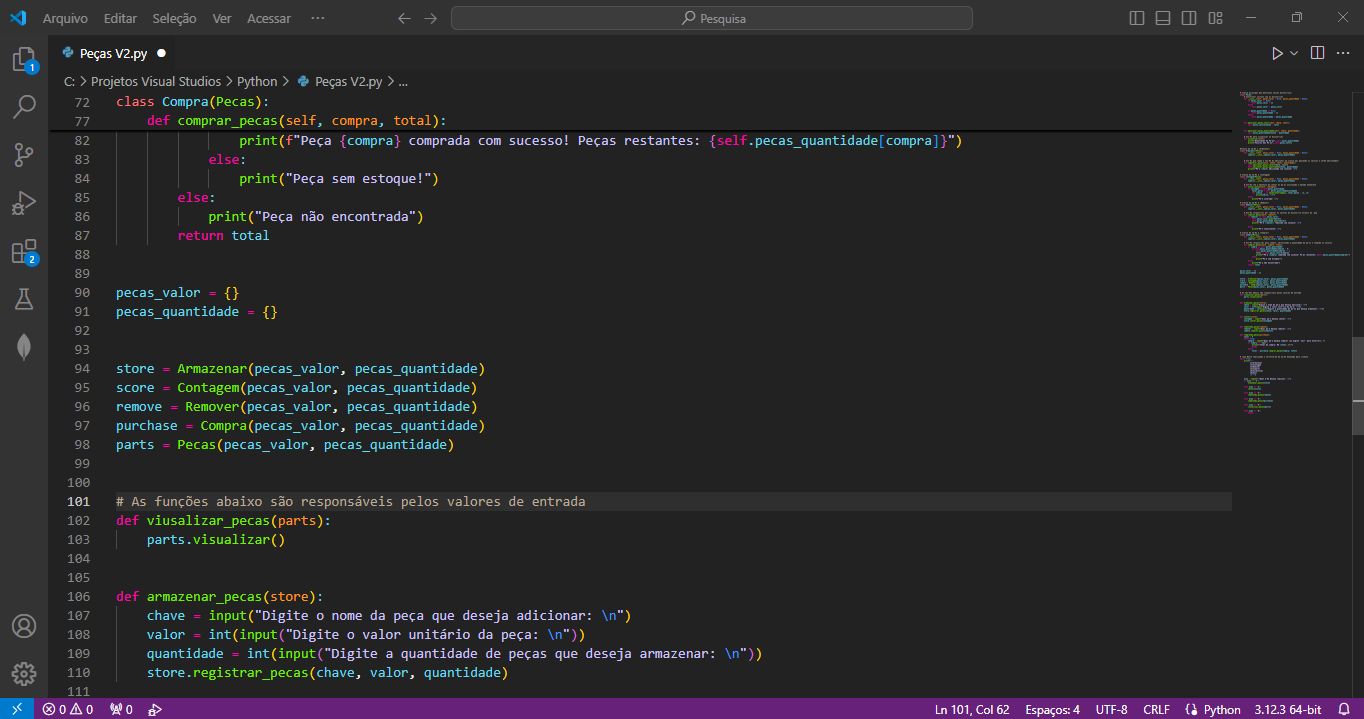 Arquivo Editar Seleção Ver Acessar ··· Pesquisa
Peças V2.py
C: > Projetos Visual Studios > Python > Peças V2.py > ...
72 class Compra(Pecas):
77 def comprar_pecas(self, compra, total):
82 print(f"Peça {compra} comprada com sucesso! Peças restantes: {self.pecas_quantidade[compra]}")
83 else:
84 print("Peça sem estoque!")
85 else:
86 print("Peça não encontrada")
87 return total
88
89
90 pecas_valor = {}
91 pecas_quantidade = {}
92
93
94 store = Armazenar(pecas_valor, pecas_quantidade)
95 score = Contagem(pecas_valor, pecas_quantidade)
96 remove = Remover(pecas_valor, pecas_quantidade)
97 purchase = Compra(pecas_valor, pecas_quantidade)
98 parts = Pecas(pecas_valor, pecas_quantidade)
99
100
101 # As funções abaixo são responsáveis pelos valores de entrada
102 def viusalizar_pecas(parts):
103 parts.visualizar()
104
105
106 def armazenar_pecas(store):
107 chave = input("Digite o nome da peça que deseja adicionar: \n")
108 valor = int(input("Digite o valor unitário da peça: \n"))
109 quantidade = int(input("Digite a quantidade de peças que deseja armazenar: \n"))
110 store.registrar_pecas(chave, valor, quantidade)
111
1
2
0 0 0 Ln 101, Col 62 Espaços: 4 UTF-8 CRLF Python 3.12.3 64-bit